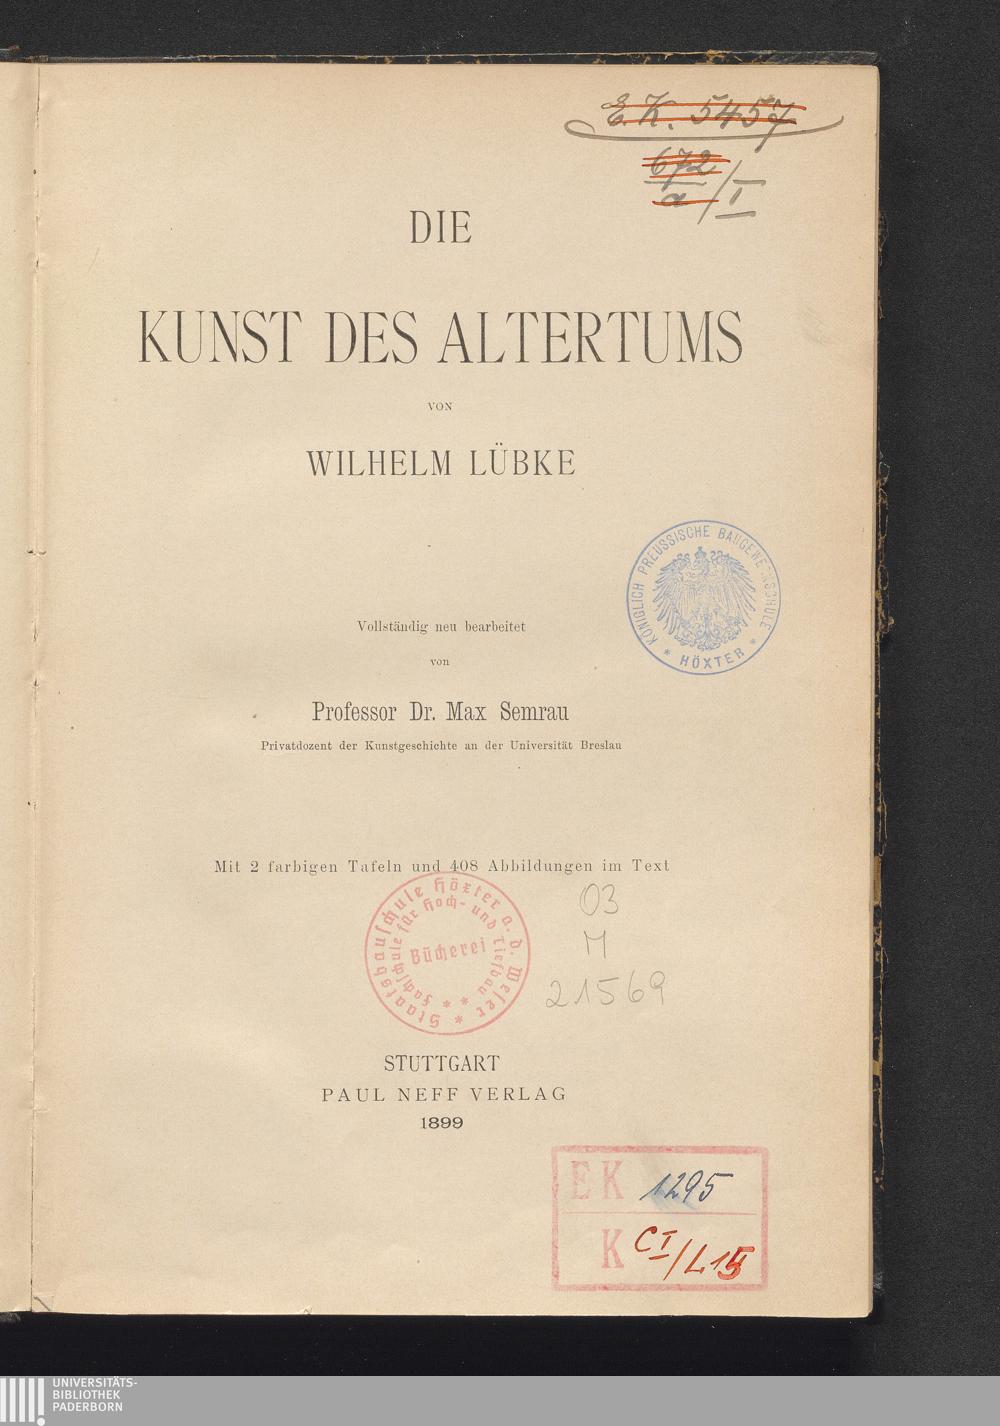 E. K. 5457
672
a / I
DIE
KUNST DES ALTERTUMS
VON
WILHELM LÜBKE
KÖNIGLICH PREUSSISCHE BAUGEWERKSCHULE
* HÖXTER *
Vollständig neu bearbeitet
von
Professor Dr. Max Semrau
Privatdozent der Kunstgeschichte an der Universität Breslau
Mit 2 farbigen Tafeln und 408 Abbildungen im Text
Staatsbauschule Höxter a. d. Weser *
Fachschule für Hoch- und Tiefbau * *
Bücherei
03
M
21569
STUTTGART
PAUL NEFF VERLAG
1899
EK 1295
K CI/L15
UNIVERSITÄTS-
BIBLIOTHEK
PADERBORN